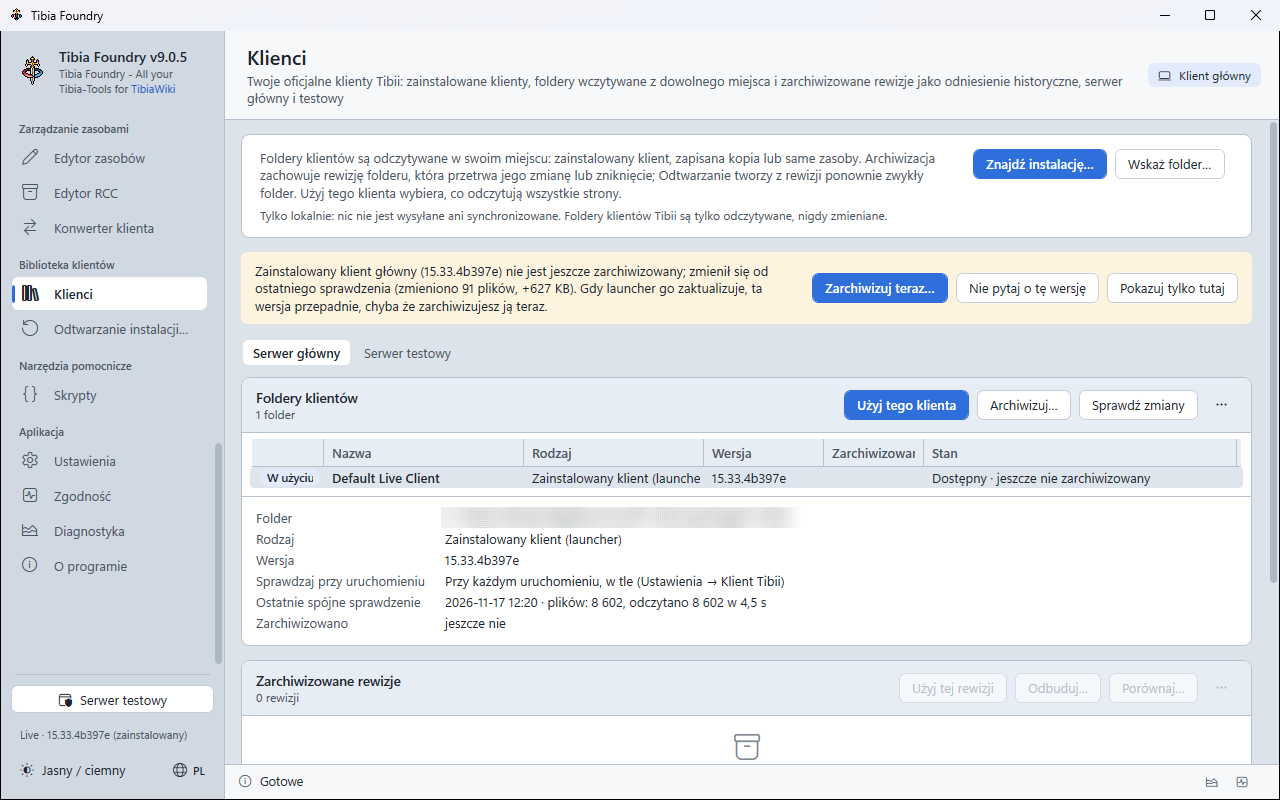 Tibia Foundry
Tibia Foundry v9.0.5
Tibia Foundry - All your
Tibia-Tools for TibiaWiki
Zarządzanie zasobami
Edytor zasobów
Edytor RCC
Konwerter klienta
Biblioteka klientów
Klienci
Odtwarzanie instalacji...
Narzędzia pomocnicze
Skrypty
Aplikacja
Ustawienia
Zgodność
Diagnostyka
O programie
Serwer testowy
Live · 15.33.4b397e (zainstalowany)
Jasny / ciemny
PL
Klienci
Twoje oficjalne klienty Tibii: zainstalowane klienty, foldery wczytywane z dowolnego miejsca i zarchiwizowane rewizje jako odniesienie historyczne, serwer
główny i testowy
Klient główny
Foldery klientów są odczytywane w swoim miejscu: zainstalowany klient, zapisana kopia lub same zasoby. Archiwizacja
zachowuje rewizję folderu, która przetrwa jego zmianę lub zniknięcie; Odtwarzanie tworzy z rewizji ponownie zwykły
folder. Użyj tego klienta wybiera, co odczytują wszystkie strony.
Tylko lokalnie: nic nie jest wysyłane ani synchronizowane. Foldery klientów Tibii są tylko odczytywane, nigdy zmieniane.
Znajdź instalację...
Wskaż folder...
Zainstalowany klient główny (15.33.4b397e) nie jest jeszcze zarchiwizowany; zmienił się od
ostatniego sprawdzenia (zmieniono 91 plików, +627 KB). Gdy launcher go zaktualizuje, ta
wersja przepadnie, chyba że zarchiwizujesz ją teraz.
Zarchiwizuj teraz...
Nie pytaj o tę wersję
Pokazuj tylko tutaj
Serwer główny
Serwer testowy
Foldery klientów
1 folder
Użyj tego klienta
Archiwizuj...
Sprawdź zmiany
Nazwa Rodzaj Wersja Zarchiwizowar Stan
W użyciu Default Live Client Zainstalowany klient (launche 15.33.4b397e Dostępny · jeszcze nie zarchiwizowany
Folder
Rodzaj Zainstalowany klient (launcher)
Wersja 15.33.4b397e
Sprawdzaj przy uruchomieniu Przy każdym uruchomieniu, w tle (Ustawienia → Klient Tibii)
Ostatnie spójne sprawdzenie 2026-11-17 12:20 · plików: 8 602, odczytano 8 602 w 4,5 s
Zarchiwizowano jeszcze nie
Zarchiwizowane rewizje
0 rewizji
Użyj tej rewizji
Odbuduj...
Porównaj...
Gotowe